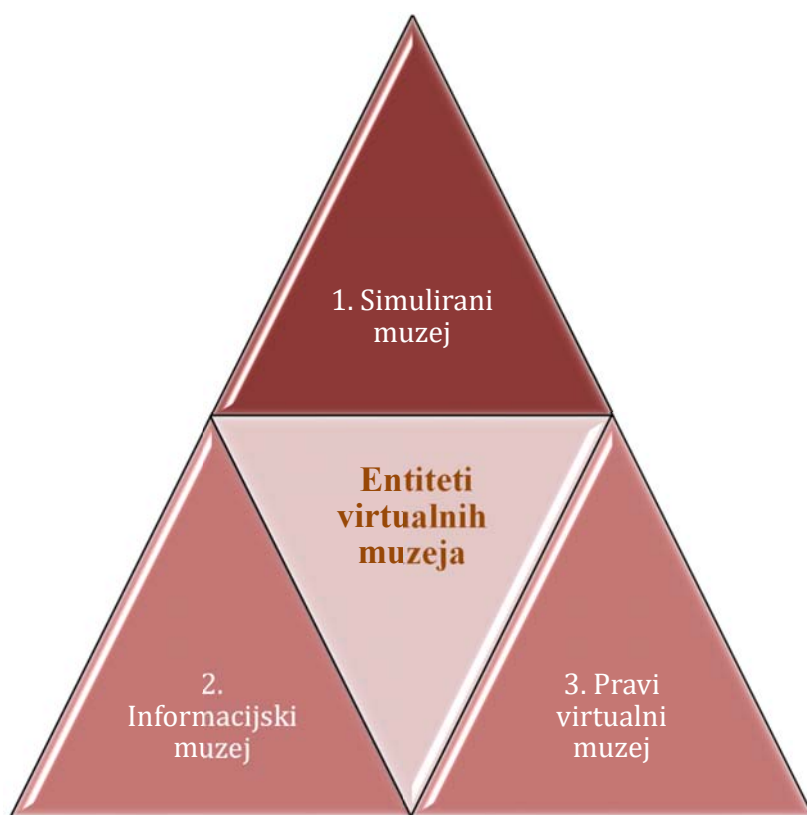 1. Simulirani
muzej
Entiteti
virtualnih
muzeja
2.
Informacijski
muzej
3. Pravi
virtualni
muzej